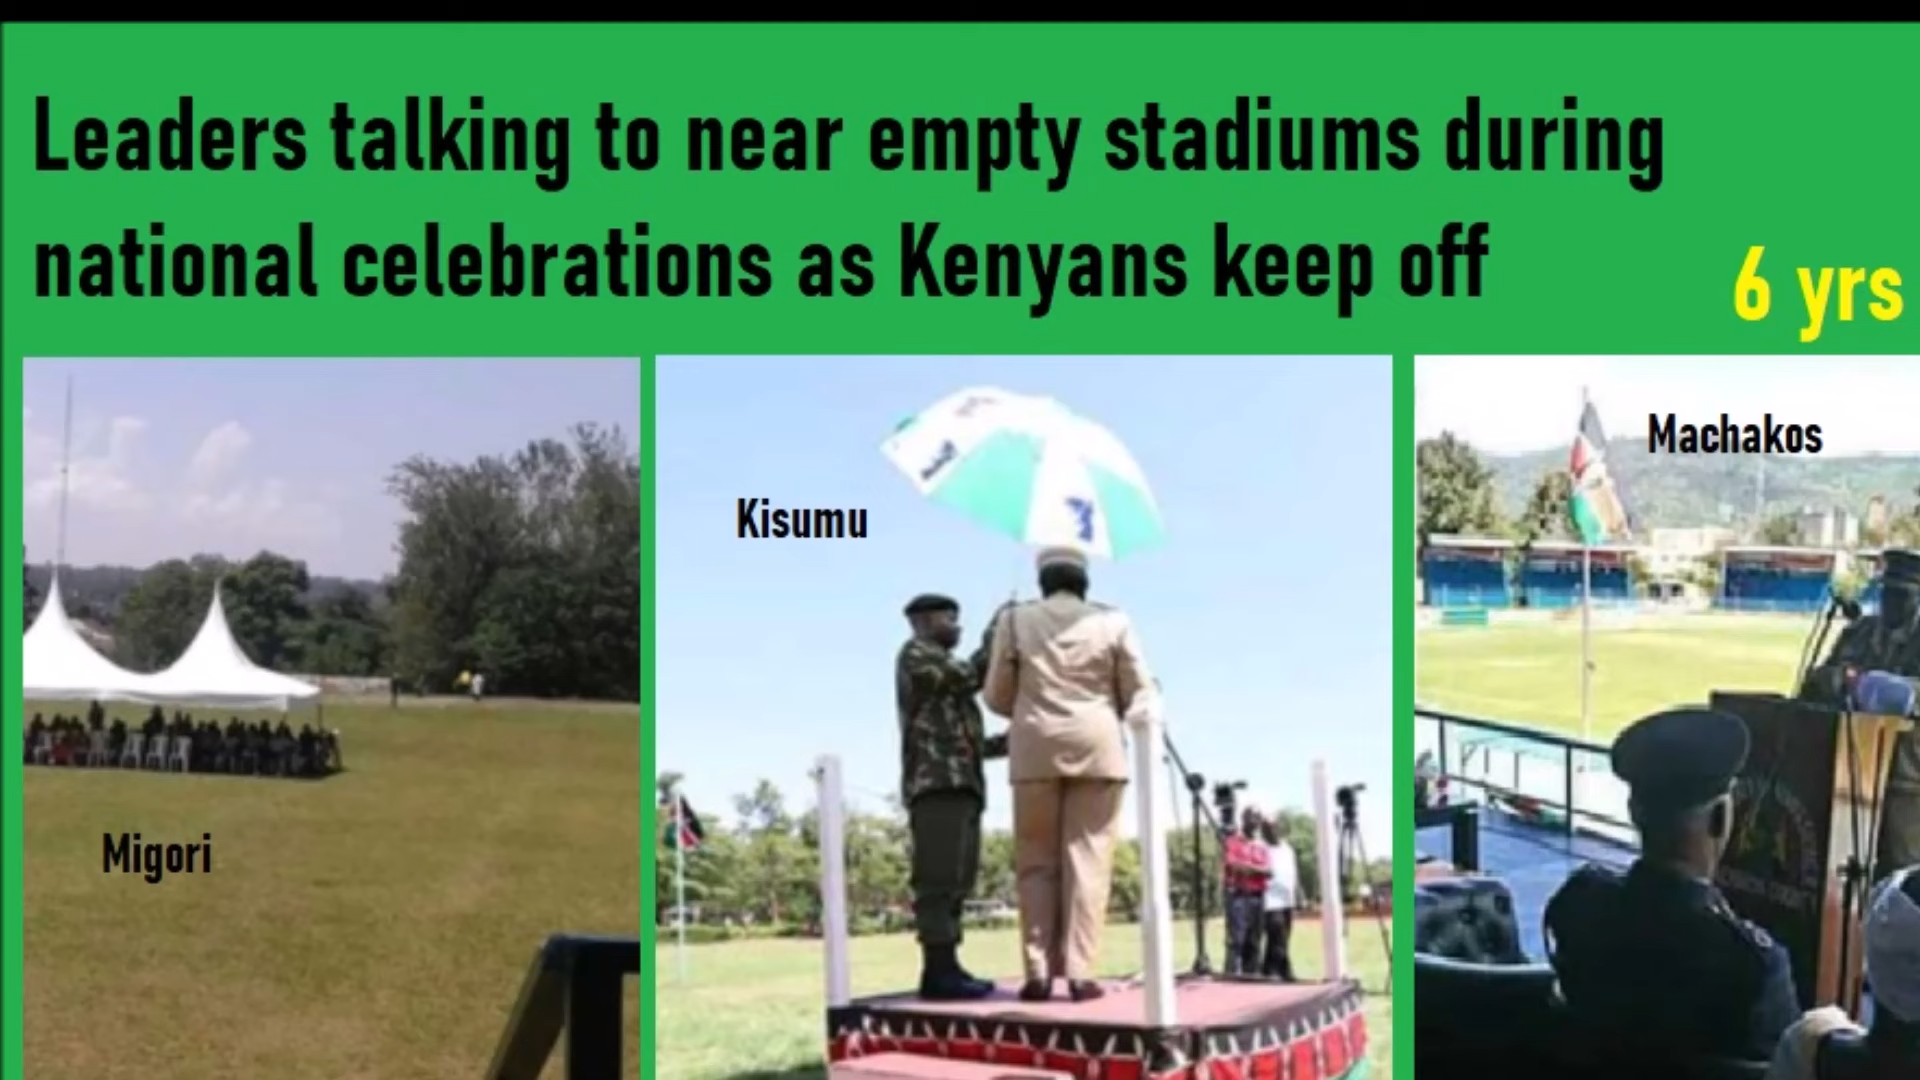 Leaders talking to near empty stadiums during
national celebrations as Kenyans keep off
6 yrs
Machakos
Kisumu
Migori